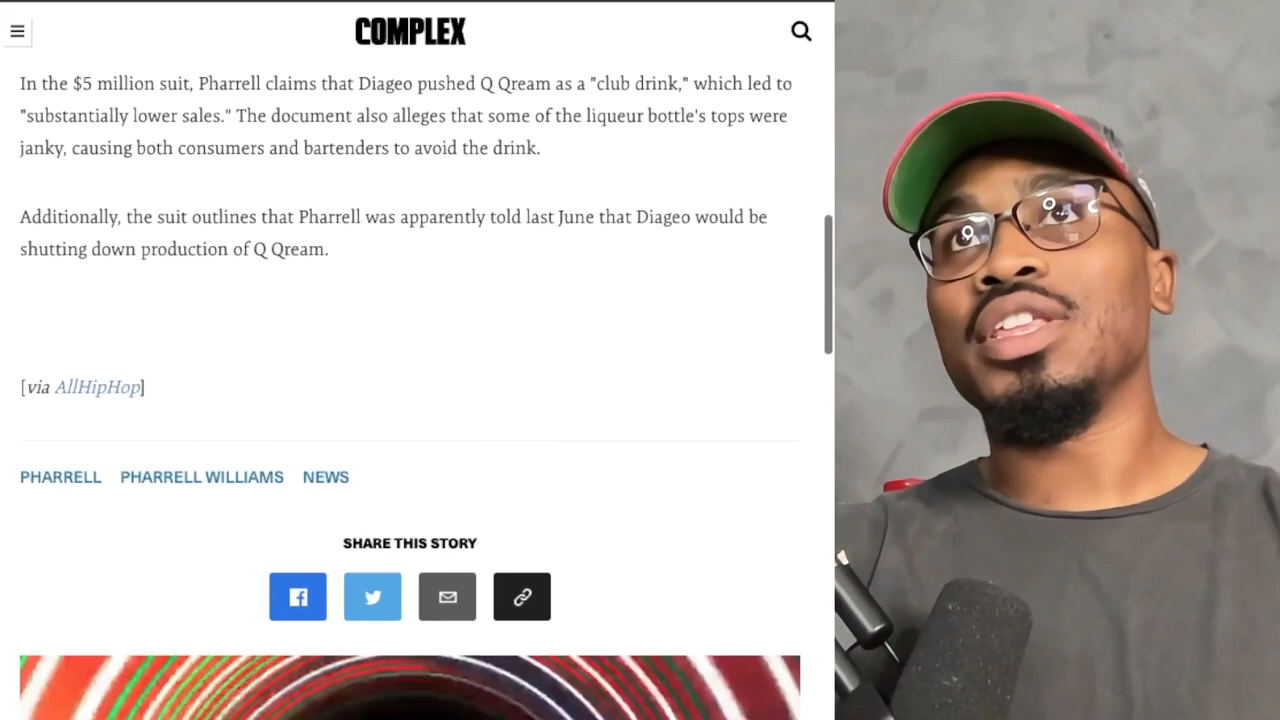 COMPLEX
In the $5 million suit, Pharrell claims that Diageo pushed Q Qream as a "club drink," which led to
"substantially lower sales." The document also alleges that some of the liqueur bottle's tops were
janky, causing both consumers and bartenders to avoid the drink.
Additionally, the suit outlines that Pharrell was apparently told last June that Diageo would be
shutting down production of Q Qream.
[via AllHipHop]
PHARRELL PHARRELL WILLIAMS NEWS
SHARE THIS STORY